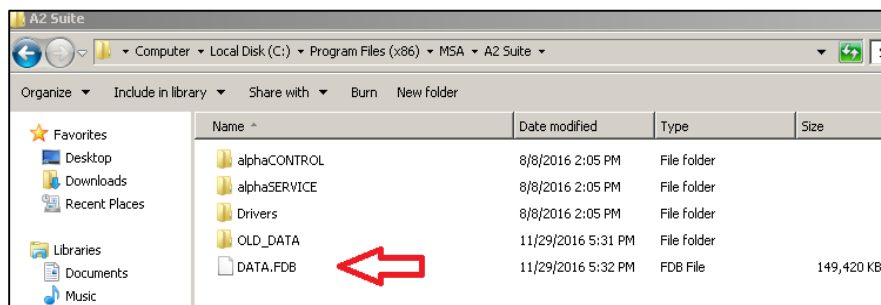 A2 Suite
Computer Local Disk (C:) Program Files (x86) MSA A2 Suite
Organize Include in library Share with Burn New folder
Favorites
Desktop
Downloads
Recent Places
Libraries
Documents
Music
Name Date modified Type Size
alphaCONTROL 8/8/2016 2:05 PM File folder
alphaSERVICE 8/8/2016 2:05 PM File folder
Drivers 8/8/2016 2:05 PM File folder
OLD_DATA 11/29/2016 5:31 PM File folder
DATA.FDB 11/29/2016 5:32 PM FDB File 149,420 KB